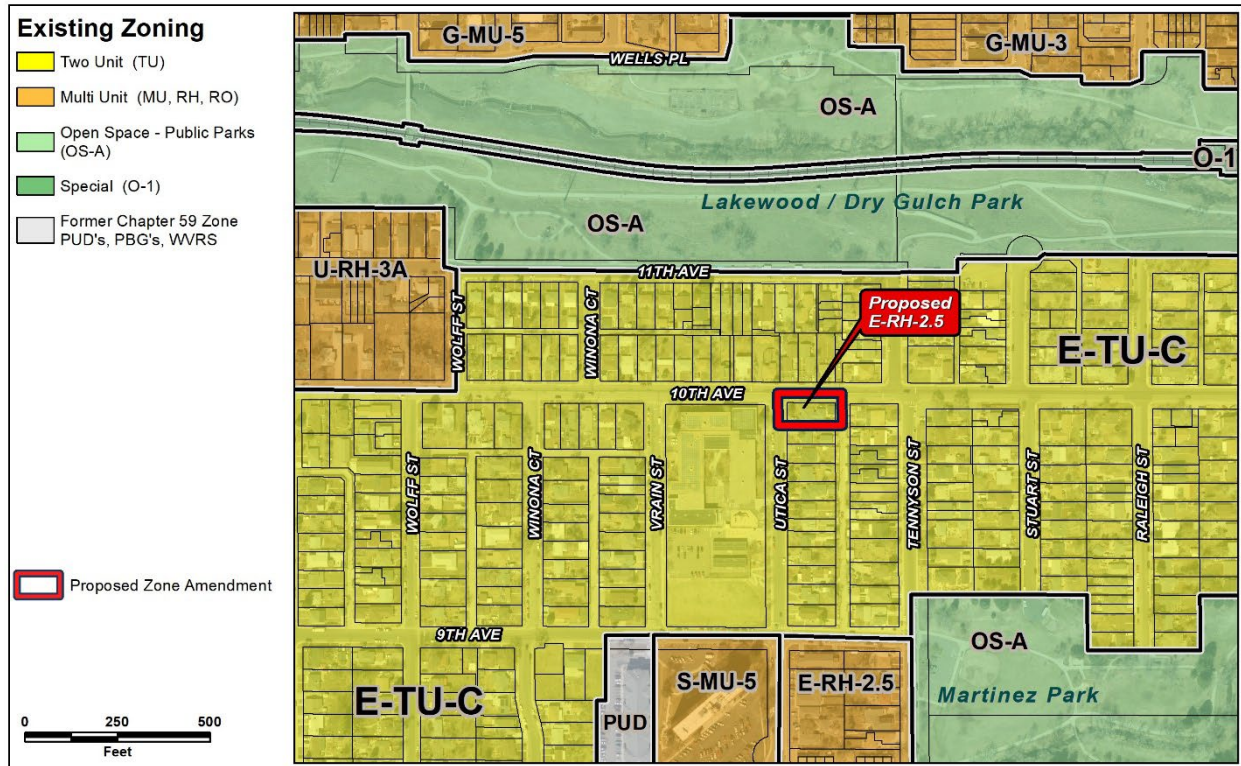 Existing Zoning
Two Unit (TU)
Multi Unit (MU, RH, RO)
Open Space - Public Parks
(OS-A)
Special (O-1)
Former Chapter 59 Zone
PUD's, PBG's, WVRS
Proposed Zone Amendment
0 250 500
Feet
G-MU-5
G-MU-3
WELLS PL
OS-A
O-1
Lakewood / Dry Gulch Park
OS-A
U-RH-3A
11TH AVE
WOLFF ST
WINONA CT
Proposed
E-RH-2.5
E-TU-C
10TH AVE
WOLFF ST
WINONA CT
VRAIN ST
UTICA ST
TENNYSON ST
STUART ST
RALEIGH ST
9TH AVE
OS-A
E-TU-C
PUD
S-MU-5
E-RH-2.5
Martinez Park